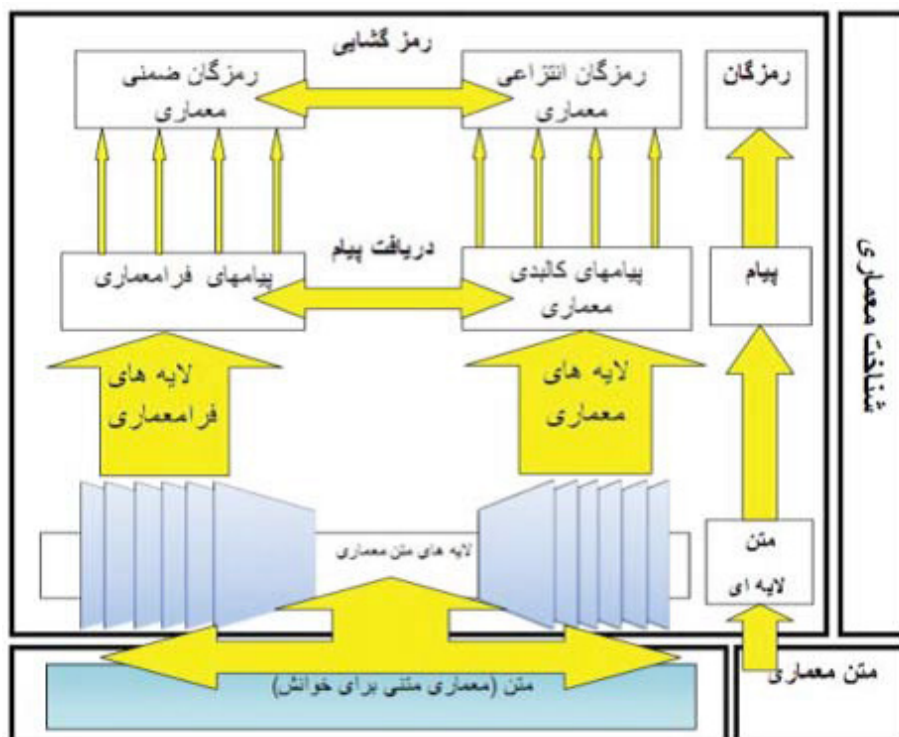 رمز گشایی
رمزگان
رمزگان انتزاعی
معماری
رمزگان ضمنی
معماری
دریافت پیام
پیام
پیامهای کالبدی
معماری
پیامهای فرامعماری
شناخت معماری
لایه های
معماری
لایه های
فرامعماری
متن
لایه ای
لایه های متن معماری
متن معماری
متن (معماری متنی برای خوانش)